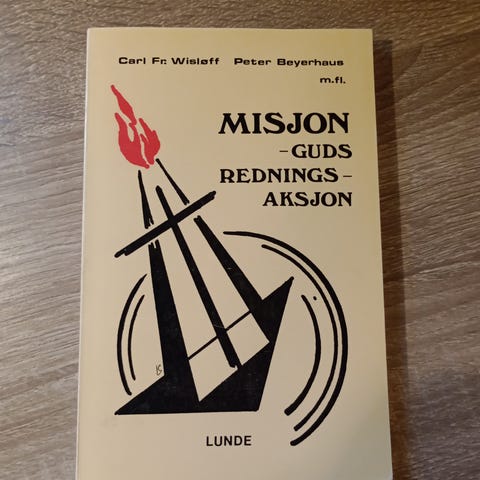 Carl Fr. Wisløff Peter Beyerhaus
m.fl.
MISJON
-GUDS
REDNINGS-
AKSJON
LUNDE